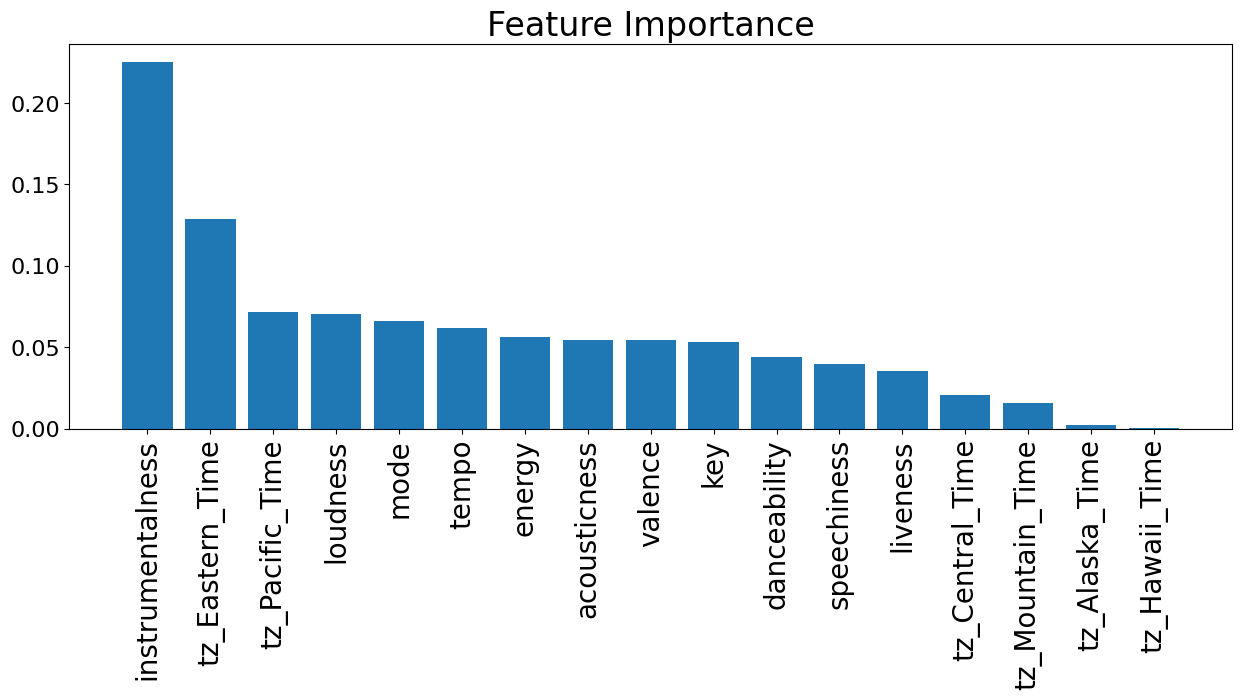 Feature Importance
0.20
0.15
0.10
0.05
0.00
instrumentalness
tz_Eastern_Time
tz_Pacific_Time
loudness
mode
tempo
energy
acousticness
valence
key
danceability
speechiness
liveness
tz_Central_Time
tz_Mountain_Time
tz_Alaska_Time
tz_Hawaii_Time